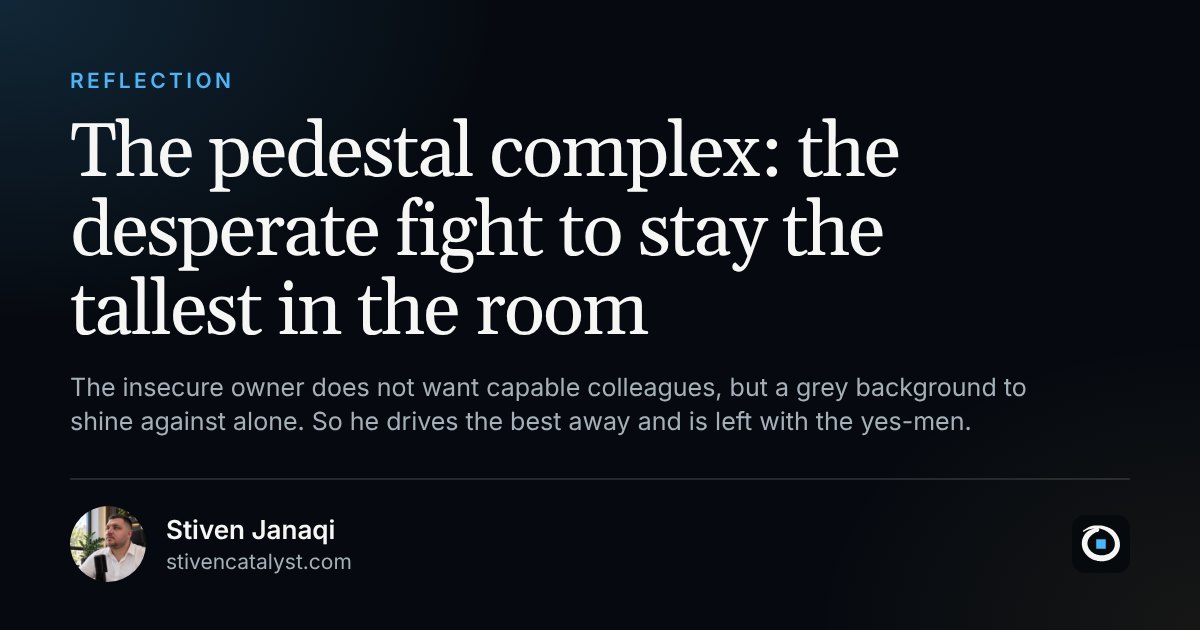 REFLECTION
The pedestal complex: the
desperate fight to stay the
tallest in the room
The insecure owner does not want capable colleagues, but a grey background to
shine against alone. So he drives the best away and is left with the yes-men.
Stiven Janaqi
stivencatalyst.com